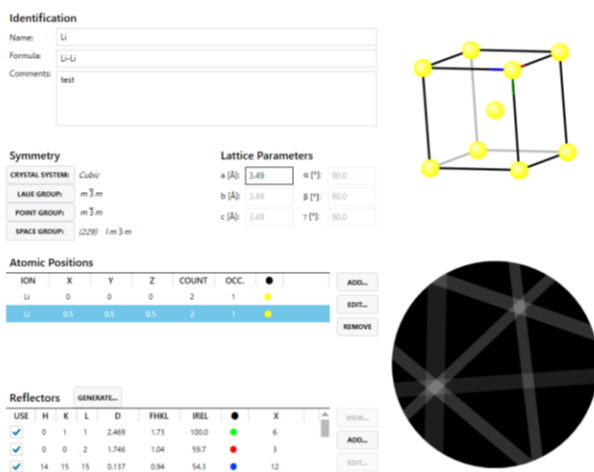 Identification
Name: Li
Formula: Li-Li
Comments: test
Symmetry
CRYSTAL SYSTEM: Cubic
LAUE GROUP: m 3̅ m
POINT GROUP: m 3̅ m
SPACE GROUP: (229) I m 3 m
Lattice Parameters
a [Å]: 3.49 α [°]: 90.0
b [Å]: 3.49 β [°]: 90.0
c [Å]: 3.49 γ [°]: 90.0
Atomic Positions
ION X Y Z COUNT OCC.
Li 0 0 0 2 1
Li 0.5 0.5 0.5 2 1
ADD...
EDIT...
REMOVE
Reflectors GENERATE...
USE H K L D FHKL IREL X
0 1 1 2.469 1.73 100.0 6
0 0 2 1.746 1.04 59.7 3
14 15 15 0.137 0.94 54.3 12
VIEW...
ADD...
EDIT...